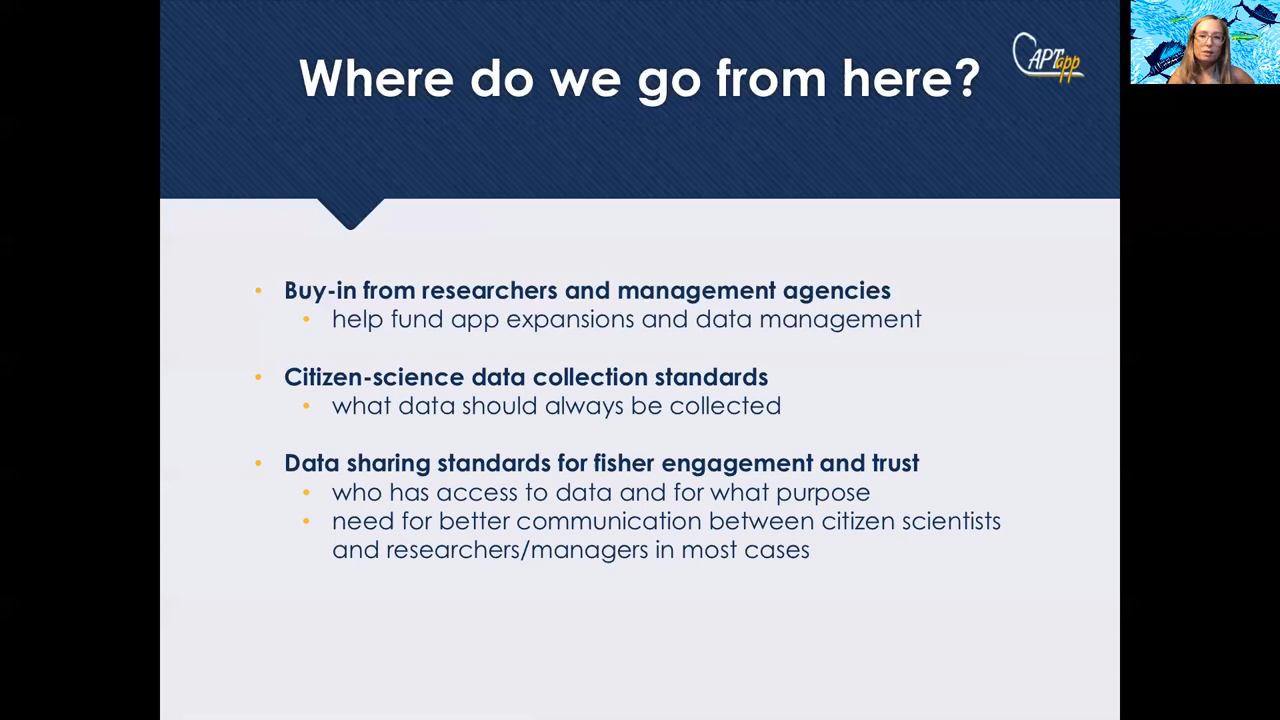 Where do we go from here?
CAPTapp
• Buy-in from researchers and management agencies
• help fund app expansions and data management
• Citizen-science data collection standards
• what data should always be collected
• Data sharing standards for fisher engagement and trust
• who has access to data and for what purpose
• need for better communication between citizen scientists
and researchers/managers in most cases